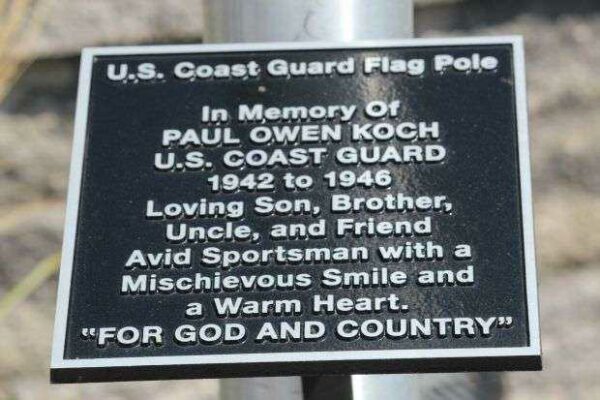 U.S. Coast Guard Flag Pole
In Memory Of
PAUL OWEN KOCH
U.S. COAST GUARD
1942 to 1946
Loving Son, Brother,
Uncle, and Friend
Avid Sportsman with a
Mischievous Smile and
a Warm Heart.
"FOR GOD AND COUNTRY"